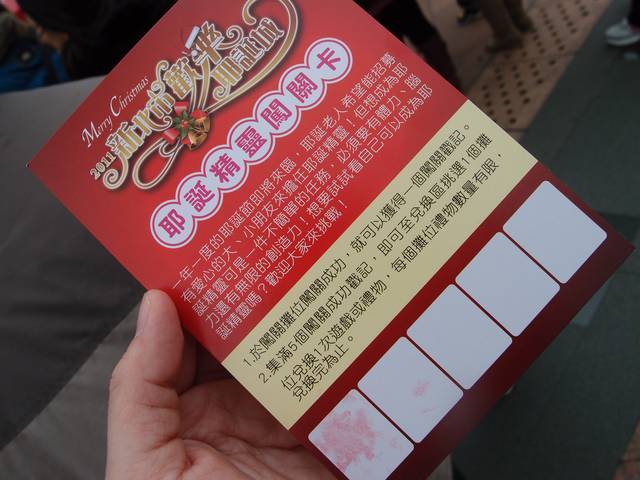 Merry Christmas
2011新北市歡樂耶誕城
耶誕精靈闖關卡
一年一度的耶誕節即將來臨，耶誕老人希望能招募
有愛心的大、小朋友來擔任耶誕精靈，但想成為耶
誕精靈可是一件不簡單的任務，必須要有體力、腦
力還有無限的創造力！想要試試看自己可以成為耶
誕精靈嗎？歡迎大家來挑戰！
1.於闖關攤位闖關成功，就可以獲得一個闖關戳記。
2.集滿5個闖關成功戳記，即可至兌換區挑選1個攤
位兌換1次遊戲或禮物，每個攤位禮物數量有限，
兌換完為止。